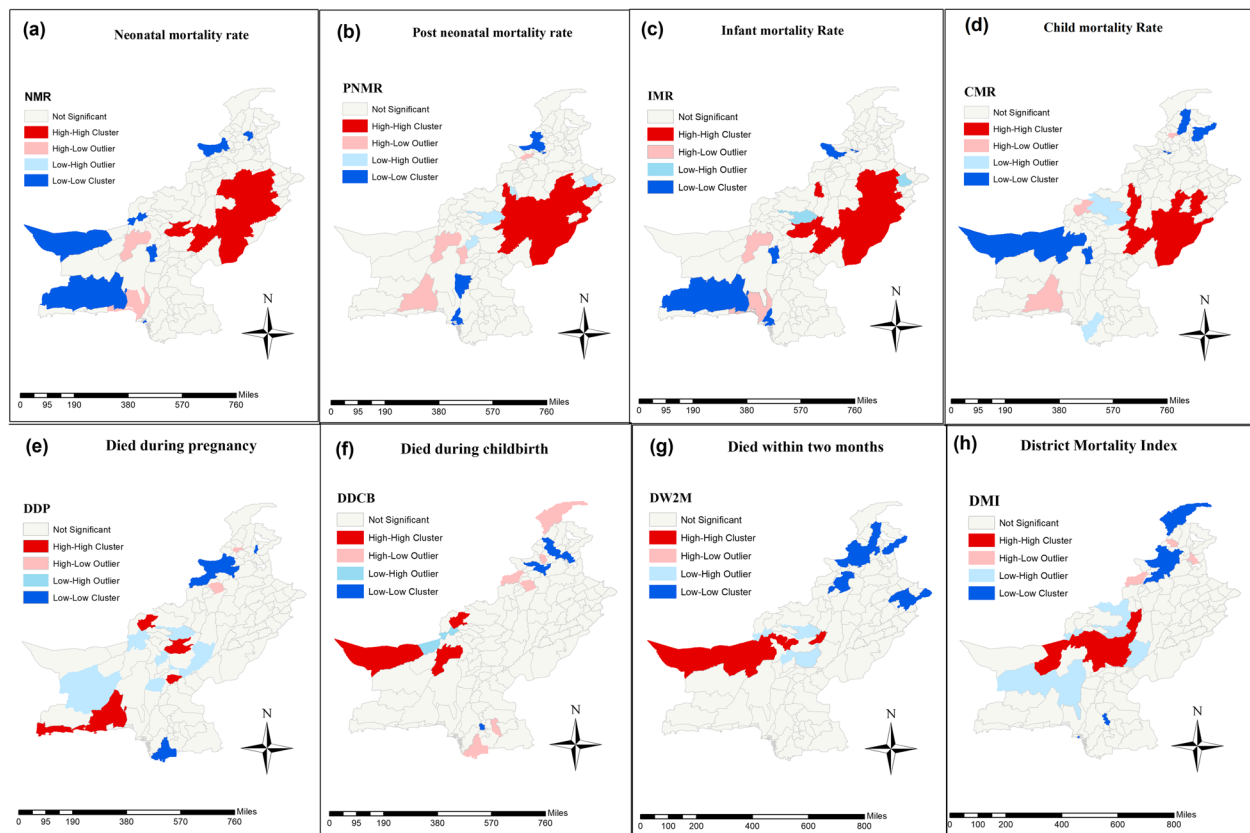 (a)
Neonatal mortality rate
NMR
Not Significant
High-High Cluster
High-Low Outlier
Low-High Outlier
Low-Low Cluster
N
Miles
0 95 190 380 570 760
(b)
Post neonatal mortality rate
PNMR
Not Significant
High-High Cluster
High-Low Outlier
Low-High Outlier
Low-Low Cluster
N
Miles
0 95 190 380 570 760
(c)
Infant mortality Rate
IMR
Not Significant
High-High Cluster
High-Low Outlier
Low-High Outlier
Low-Low Cluster
N
Miles
0 95 190 380 570 760
(d)
Child mortality Rate
CMR
Not Significant
High-High Cluster
High-Low Outlier
Low-High Outlier
Low-Low Cluster
N
Miles
0 95 190 380 570 760
(e)
Died during pregnancy
DDP
Not Significant
High-High Cluster
High-Low Outlier
Low-High Outlier
Low-Low Cluster
N
Miles
0 95 190 380 570 760
(f)
Died during childbirth
DDCB
Not Significant
High-High Cluster
High-Low Outlier
Low-High Outlier
Low-Low Cluster
N
Miles
0 95 190 380 570 760
(g)
Died within two months
DW2M
Not Significant
High-High Cluster
High-Low Outlier
Low-High Outlier
Low-Low Cluster
N
Miles
0 100 200 400 600 800
(h)
District Mortality Index
DMI
Not Significant
High-High Cluster
High-Low Outlier
Low-High Outlier
Low-Low Cluster
N
Miles
0 100 200 400 600 800